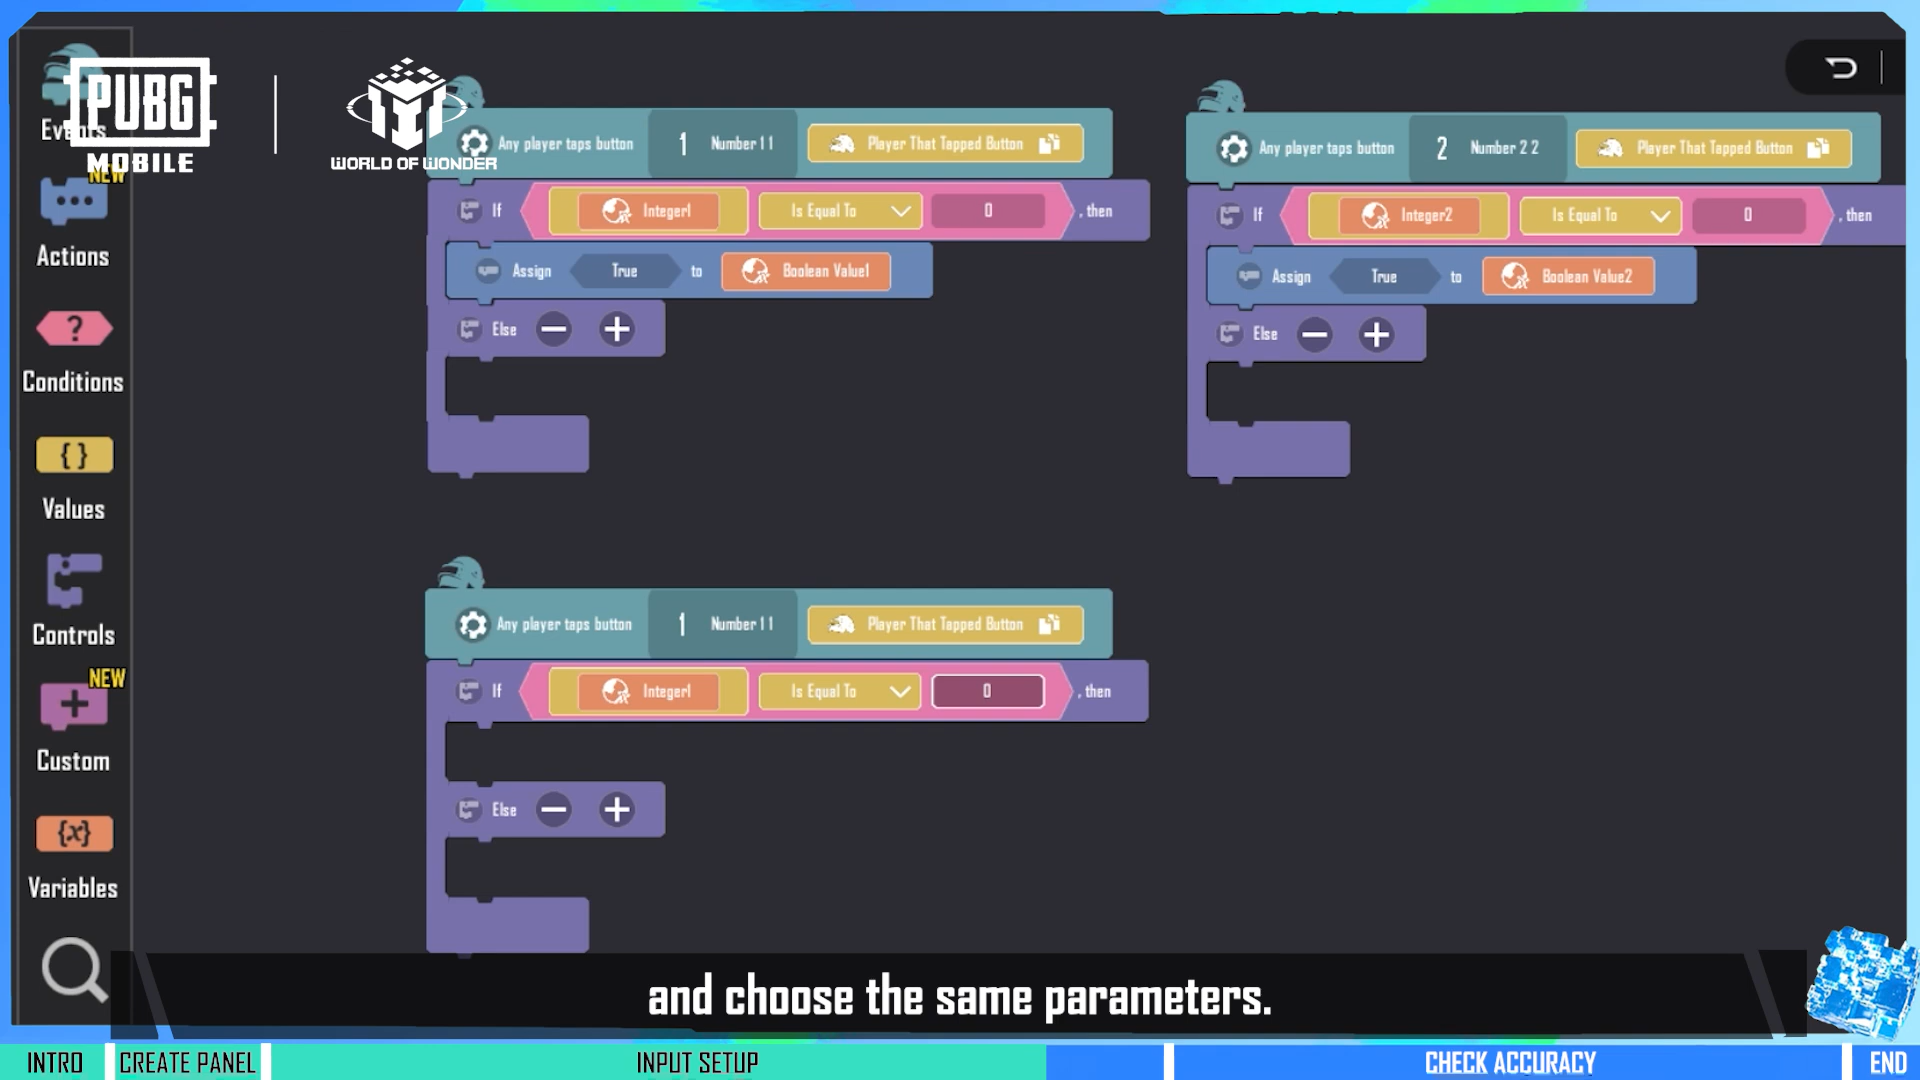 PUBG
MOBILE
WORLD OF WONDER
Events
NEW
Actions
?
Conditions
{ }
Values
Controls
NEW
Custom
{x}
Variables
Any player taps button 1 Number 1 1 Player That Tapped Button
If Integer1 Is Equal To 0 , then
Assign True to Boolean Value1
Else
Any player taps button 2 Number 2 2 Player That Tapped Button
If Integer2 Is Equal To 0 , then
Assign True to Boolean Value2
Else
Any player taps button 1 Number 1 1 Player That Tapped Button
If Integer1 Is Equal To 0 , then
Else
and choose the same parameters.
INTRO CREATE PANEL INPUT SETUP CHECK ACCURACY END